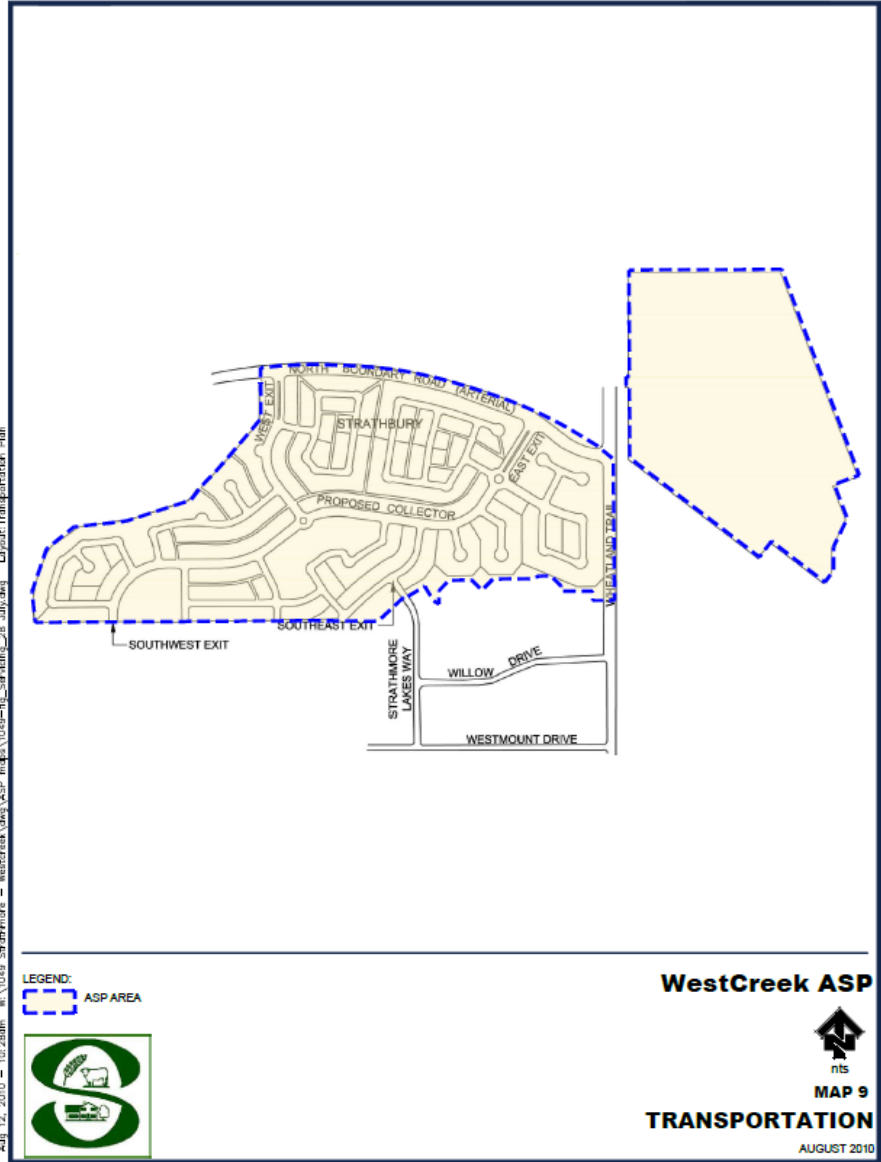 NORTH BOUNDARY ROAD (ARTERIAL)
WEST EXIT
STRATHBURY
EAST EXIT
PROPOSED COLLECTOR
WHEATLAND TRAIL
SOUTHEAST EXIT
SOUTHWEST EXIT
STRATHMORE
LAKES WAY
WILLOW DRIVE
WESTMOUNT DRIVE
LEGEND:
ASP AREA
WestCreek ASP
N
nts
MAP 9
TRANSPORTATION
AUGUST 2010
S